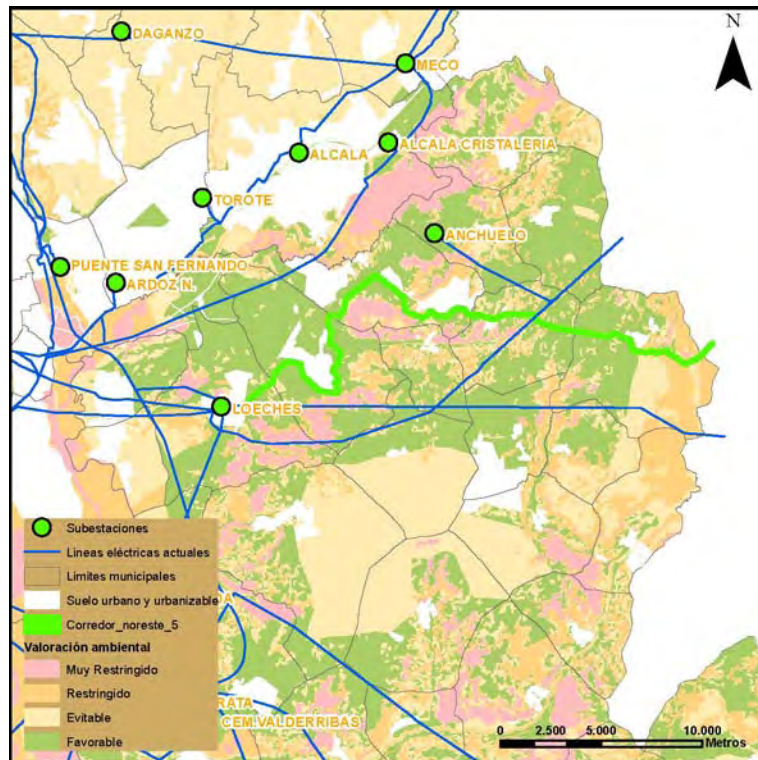 N
DAGANZO
MECO
ALCALA
ALCALA CRISTALERIA
TOROTE
ANCHUELO
PUENTE SAN FERNANDO
ARDOZ N.
LOECHES
Subestaciones
Líneas eléctricas actuales
Limites municipales
Suelo urbano y urbanizable
Corredor_noreste_5
Valoración ambiental
Muy Restringido
Restringido
Evitable
Favorable
RATA
CEM.VALDERRIBAS
0 2.500 5.000 10.000
Metros